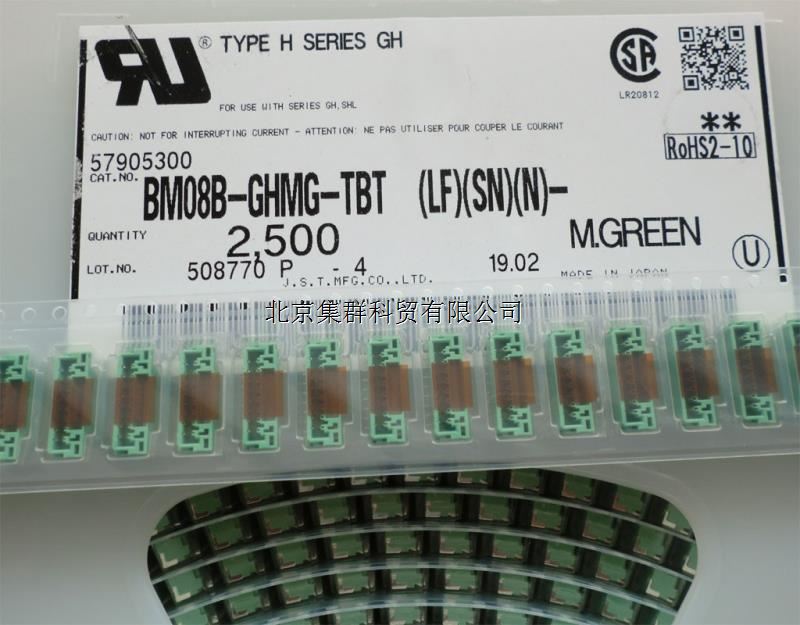 RU ® TYPE H SERIES GH
FOR USE WITH SERIES GH,SHL
SA
LR20812
CAUTION: NOT FOR INTERRUPTING CURRENT - ATTENTION: NE PAS UTILISER POUR COUPER LE COURANT
**
RoHS2-10
57905300
CAT.NO. BM08B-GHMG-TBT (LF)(SN)(N)-
QUANTITY 2,500 M.GREEN
LOT.NO. 508770 P - 4 19.02 MADE IN JAPAN
U
J.S.T.MFG.CO.,LTD.
北京集群科贸有限公司